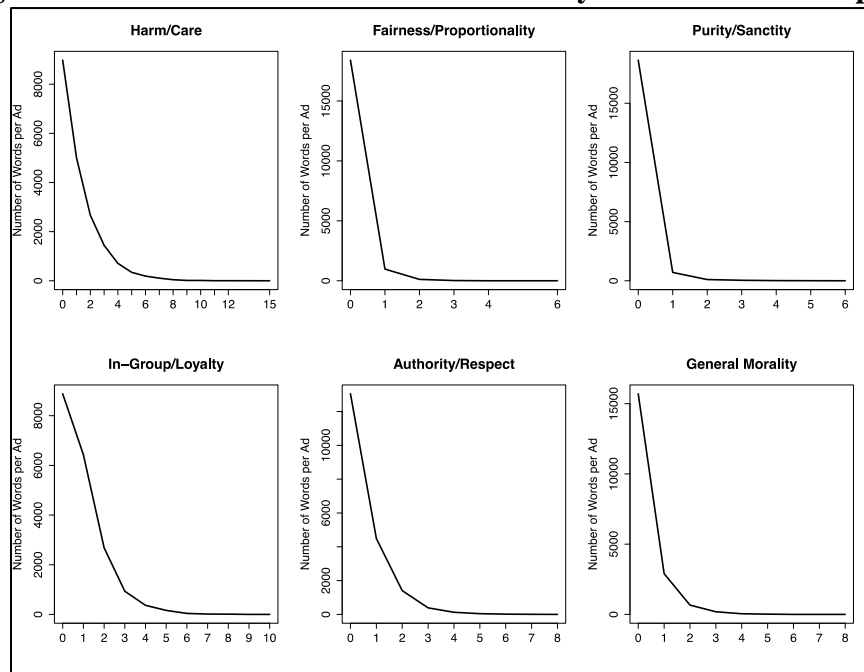 Harm/Care
Number of Words per Ad
0 2000 4000 6000 8000
0 2 4 6 8 10 12 15
Fairness/Proportionality
Number of Words per Ad
0 5000 10000 15000
0 1 2 3 4 6
Purity/Sanctity
Number of Words per Ad
0 5000 10000 15000
0 1 2 3 4 5 6
In−Group/Loyalty
Number of Words per Ad
0 2000 4000 6000 8000
0 1 2 3 4 5 6 7 8 9 10
Authority/Respect
Number of Words per Ad
0 2000 6000 10000
0 1 2 3 4 5 6 7 8
General Morality
Number of Words per Ad
0 5000 10000 15000
0 1 2 3 4 5 6 7 8